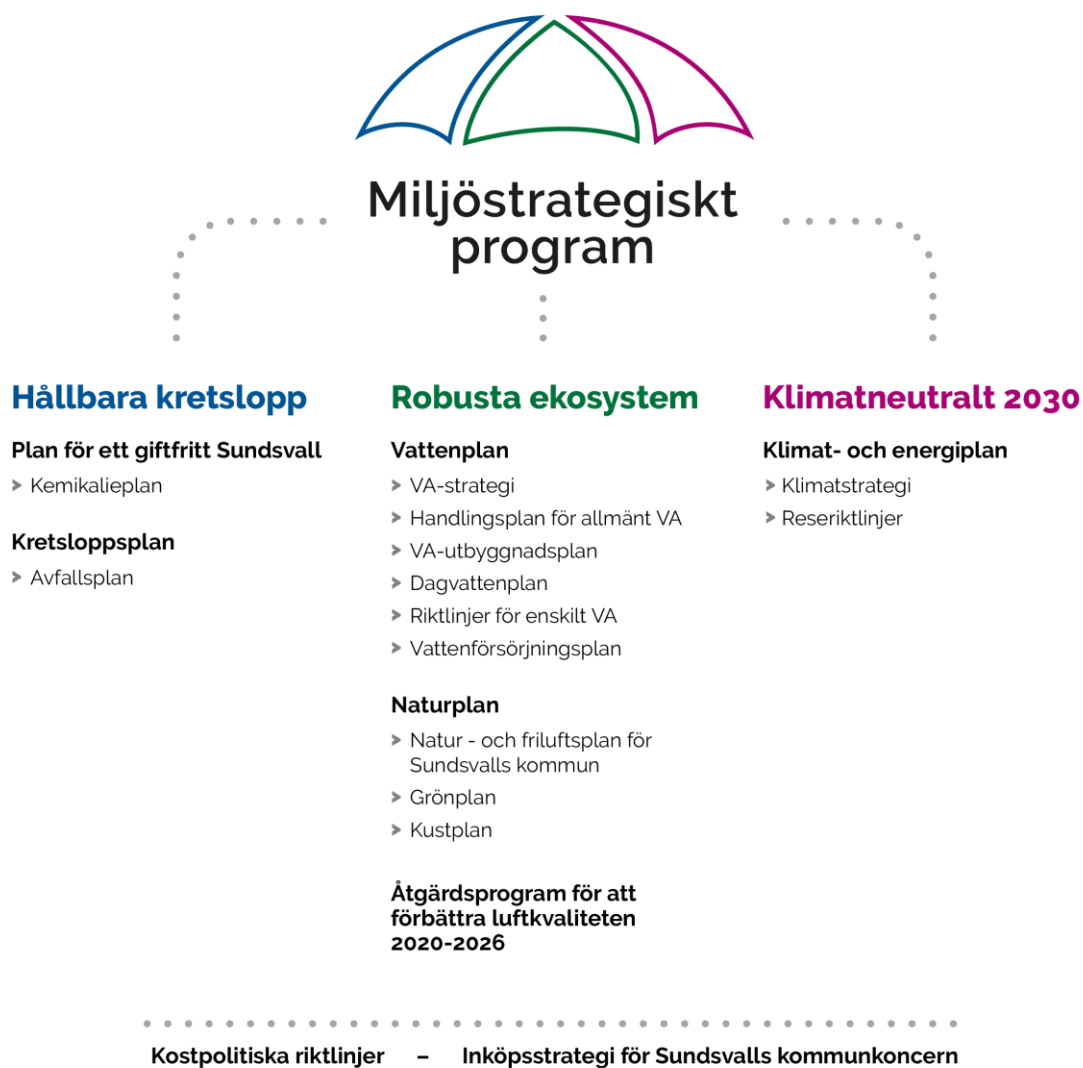 Miljöstrategiskt
program
Hållbara kretslopp
Plan för ett giftfritt Sundsvall
> Kemikalieplan
Kretsloppsplan
> Avfallsplan
Robusta ekosystem
Vattenplan
> VA-strategi
> Handlingsplan för allmänt VA
> VA-utbyggnadsplan
> Dagvattenplan
> Riktlinjer för enskilt VA
> Vattenförsörjningsplan
Naturplan
> Natur - och friluftsplan för
Sundsvalls kommun
> Grönplan
> Kustplan
Åtgärdsprogram för att
förbättra luftkvaliteten
2020-2026
Klimatneutralt 2030
Klimat- och energiplan
> Klimatstrategi
> Reseriktlinjer
Kostpolitiska riktlinjer – Inköpsstrategi för Sundsvalls kommunkoncern